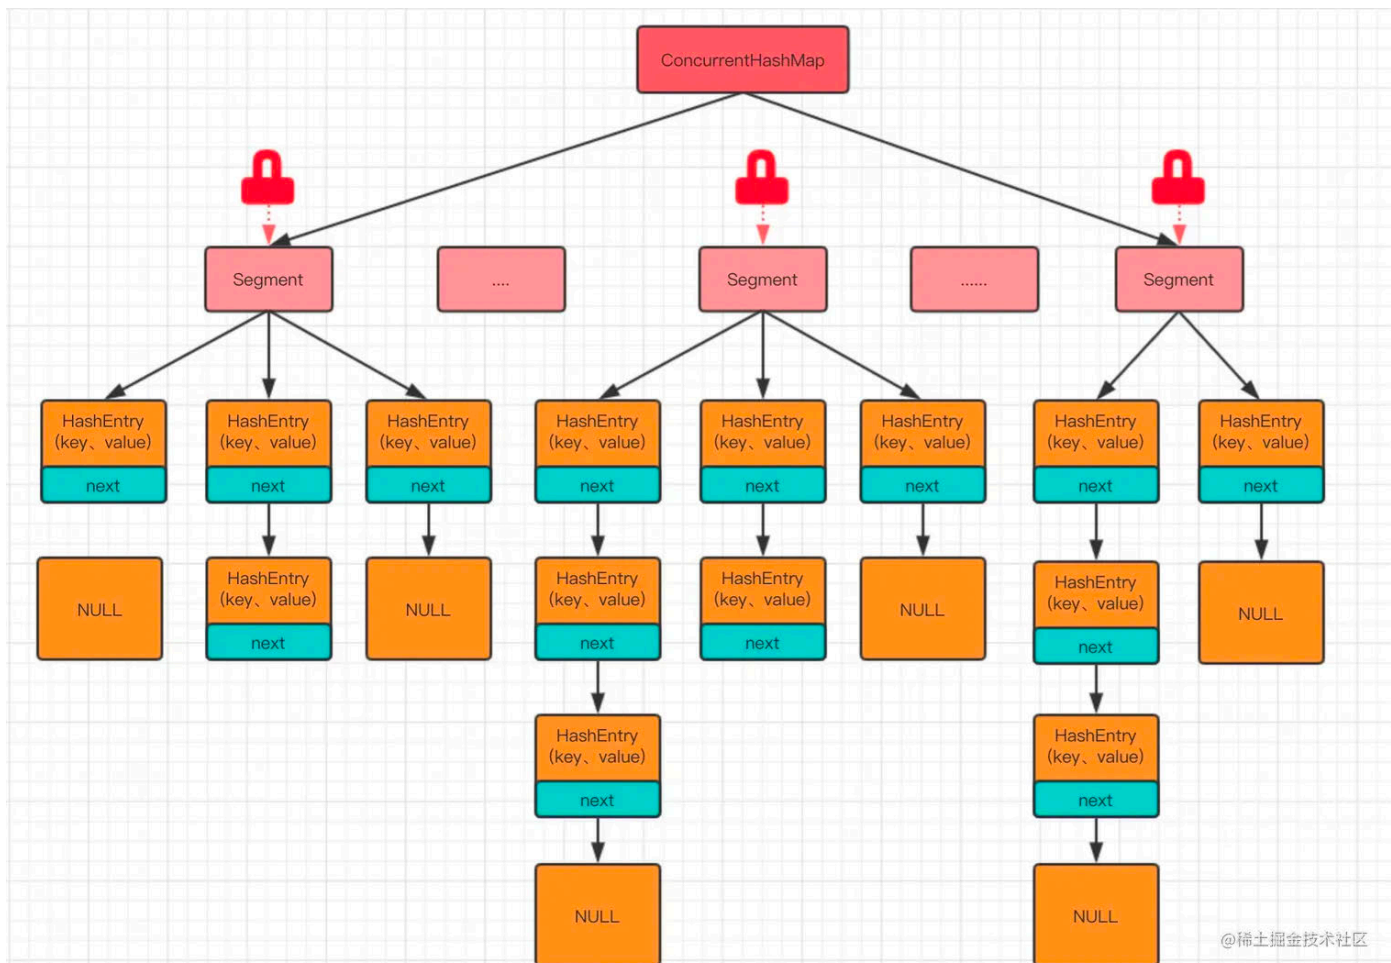 ConcurrentHashMap
Segment
....
Segment
......
Segment
HashEntry
(key、value)
next
HashEntry
(key、value)
next
HashEntry
(key、value)
next
HashEntry
(key、value)
next
HashEntry
(key、value)
next
HashEntry
(key、value)
next
HashEntry
(key、value)
next
HashEntry
(key、value)
next
NULL
HashEntry
(key、value)
next
NULL
HashEntry
(key、value)
next
HashEntry
(key、value)
next
NULL
HashEntry
(key、value)
next
NULL
HashEntry
(key、value)
next
HashEntry
(key、value)
next
NULL
NULL
@稀土掘金技术社区